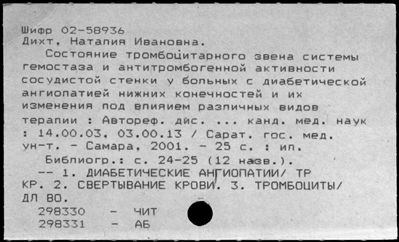 Шифр 02-58936
Дихт, Наталия Ивановна.
Состояние тромбоцитарного звена системы
гемостаза и антитромбогенной активности
сосудистой стенки у больных с диабетической
ангиопатией нижних конечностей и их
изменения под влиянием различных видов
терапии : Автореф. дис. ... канд. мед. наук
: 14.00.03, 03.00.13 / Сарат. гос. мед.
ун-т. - Самара, 2001. - 25 с. : ил.
Библиогр.: с. 24-25 (12 назв.).
-- 1. ДИАБЕТИЧЕСКИЕ АНГИОПАТИИ/ ТР
КР. 2. СВЕРТЫВАНИЕ КРОВИ. 3. ТРОМБОЦИТЫ/
ДЛ ВО.
298330 - ЧИТ
298331 - АБ